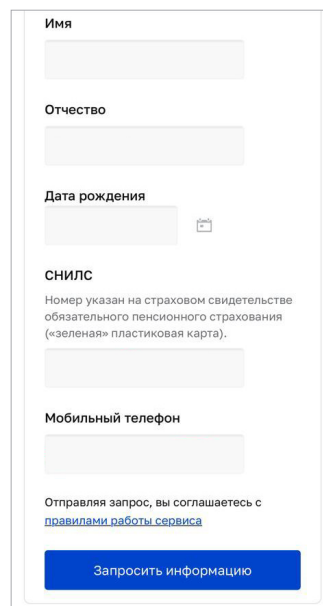 Имя
Отчество
Дата рождения
СНИЛС
Номер указан на страховом свидетельстве
обязательного пенсионного страхования
(«зеленая» пластиковая карта).
Мобильный телефон
Отправляя запрос, вы соглашаетесь с
правилами работы сервиса
Запросить информацию